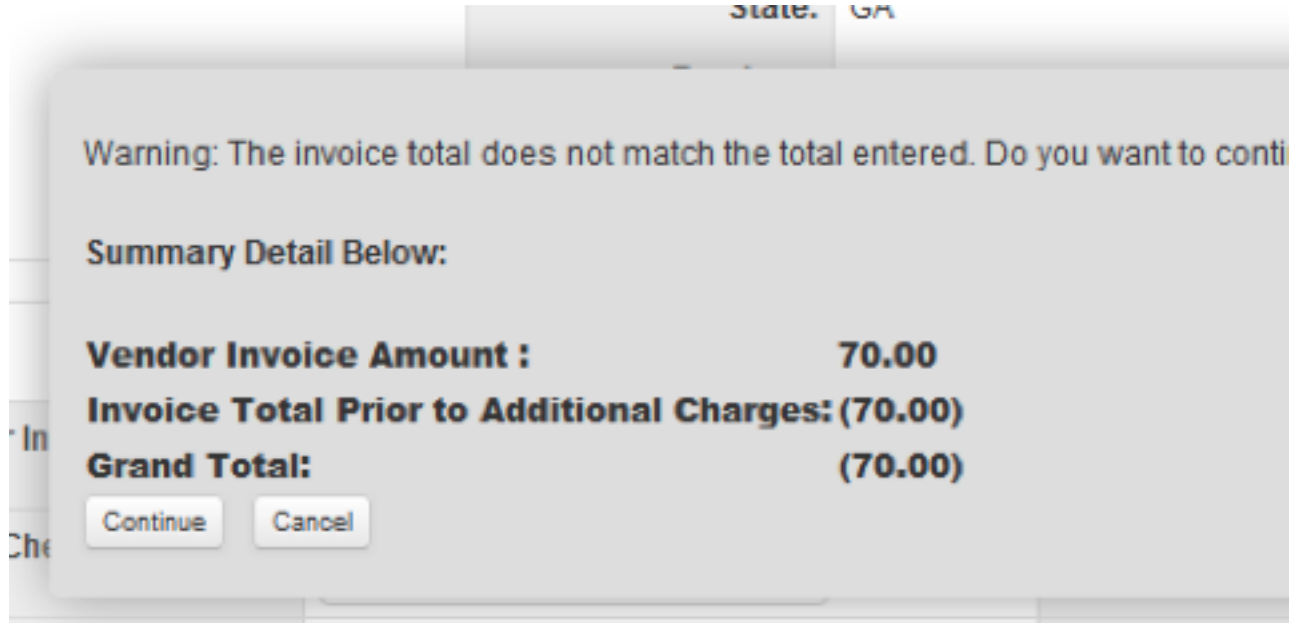 State: GA
Warning: The invoice total does not match the total entered. Do you want to conti
Summary Detail Below:
Vendor Invoice Amount : 70.00
Invoice Total Prior to Additional Charges: (70.00)
r In
Grand Total: (70.00)
Continue Cancel
Che